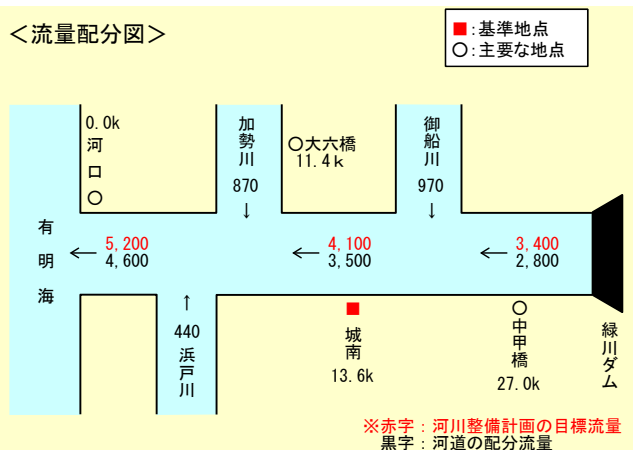 ＜流量配分図＞
■:基準地点
○:主要な地点
0.0k
河口○
加勢川
870
↓
○大六橋
11.4k
御船川
970
↓
有明海
← 5,200
4,600
← 4,100
3,500
← 3,400
2,800
↑
440
浜戸川
■
城南
13.6k
○
中甲橋
27.0k
緑川ダム
※赤字：河川整備計画の目標流量
黒字：河道の配分流量